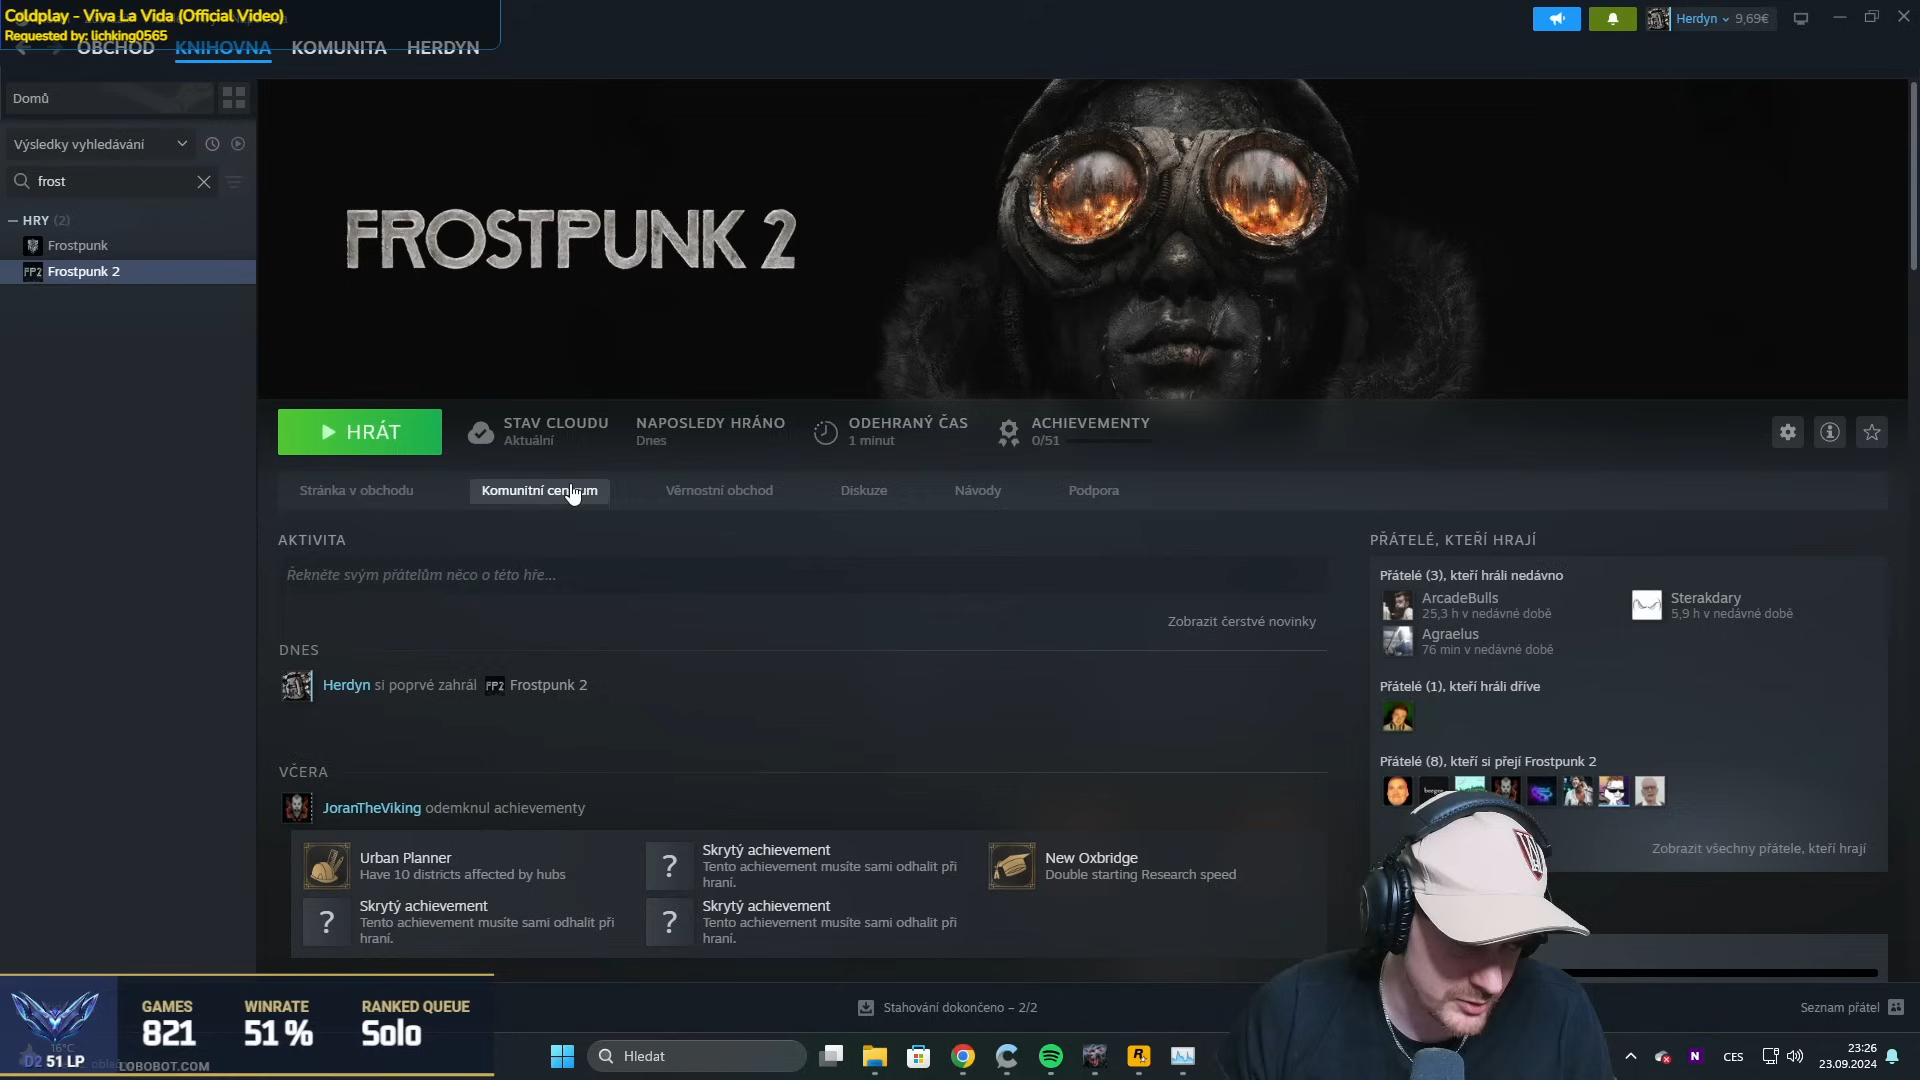 Coldplay - Viva La Vida (Official Video)
Requested by: lichking0565
OBCHOD KNIHOVNA KOMUNITA HERDYN
Herdyn 9,69€
Domů
Výsledky vyhledávání
frost
HRY (2)
Frostpunk
FP2 Frostpunk 2
FROSTPUNK 2
HRÁT
STAV CLOUDU
Aktuální
NAPOSLEDY HRÁNO
Dnes
ODEHRANÝ ČAS
1 minut
ACHIEVEMENTY
0/51
Stránka v obchodu Komunitní centrum Věrnostní obchod Diskuze Návody Podpora
AKTIVITA
Řekněte svým přátelům něco o této hře...
Zobrazit čerstvé novinky
DNES
Herdyn si poprvé zahrál FP2 Frostpunk 2
VČERA
JoranTheViking odemknul achievementy
Urban Planner
Have 10 districts affected by hubs
? Skrytý achievement
Tento achievement musíte sami odhalit při
hraní.
New Oxbridge
Double starting Research speed
? Skrytý achievement
Tento achievement musíte sami odhalit při
hraní.
? Skrytý achievement
Tento achievement musíte sami odhalit při
hraní.
PŘÁTELÉ, KTEŘÍ HRAJÍ
Přátelé (3), kteří hráli nedávno
ArcadeBulls
25,3 h v nedávné době
Sterakdary
5,9 h v nedávné době
Agraelus
76 min v nedávné době
Přátelé (1), kteří hráli dříve
Přátelé (8), kteří si přejí Frostpunk 2
Zobrazit všechny přátele, kteří hrají
Stahování dokončeno – 2/2
Seznam přátel
GAMES
821
WINRATE
51 %
RANKED QUEUE
Solo
16°C
D2 51 LP
LOBOBOT.COM
Hledat
CES
23:26
23.09.2024